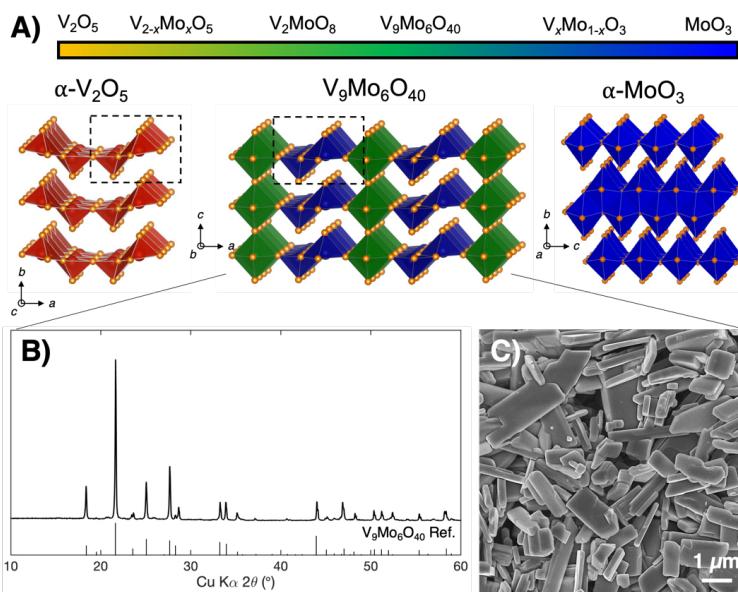 A)
V₂O₅ V₂₋ₓMoₓO₅ V₂MoO₈ V₉Mo₆O₄₀ VₓMo₁₋ₓO₃ MoO₃
α-V₂O₅ V₉Mo₆O₄₀ α-MoO₃
b
c a
c
b a
b
a c
B)
V₉Mo₆O₄₀ Ref.
10 20 30 40 50 60
Cu Kα 2θ (°)
C)
1 µm